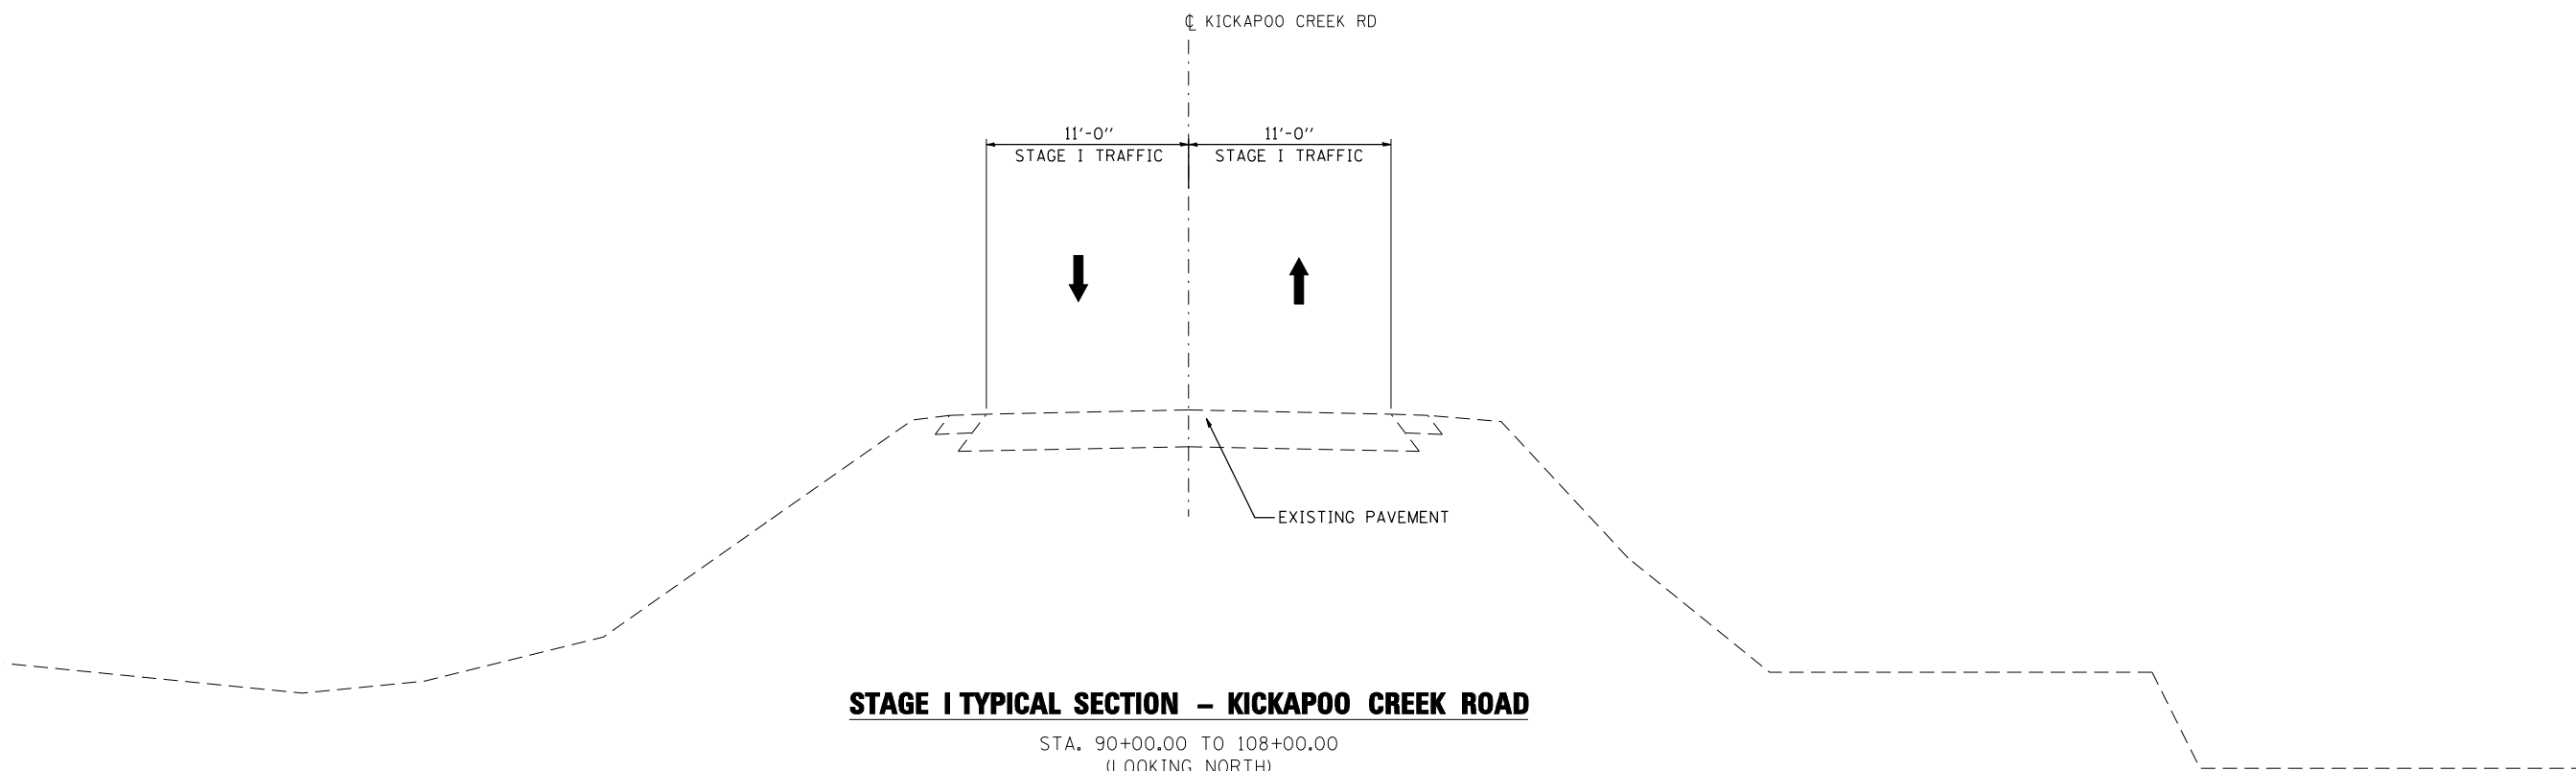 ℄ KICKAPOO CREEK RD
11'-0" 11'-0"
STAGE I TRAFFIC STAGE I TRAFFIC
EXISTING PAVEMENT
STAGE I TYPICAL SECTION – KICKAPOO CREEK ROAD
STA. 90+00.00 TO 108+00.00
(LOOKING NORTH)